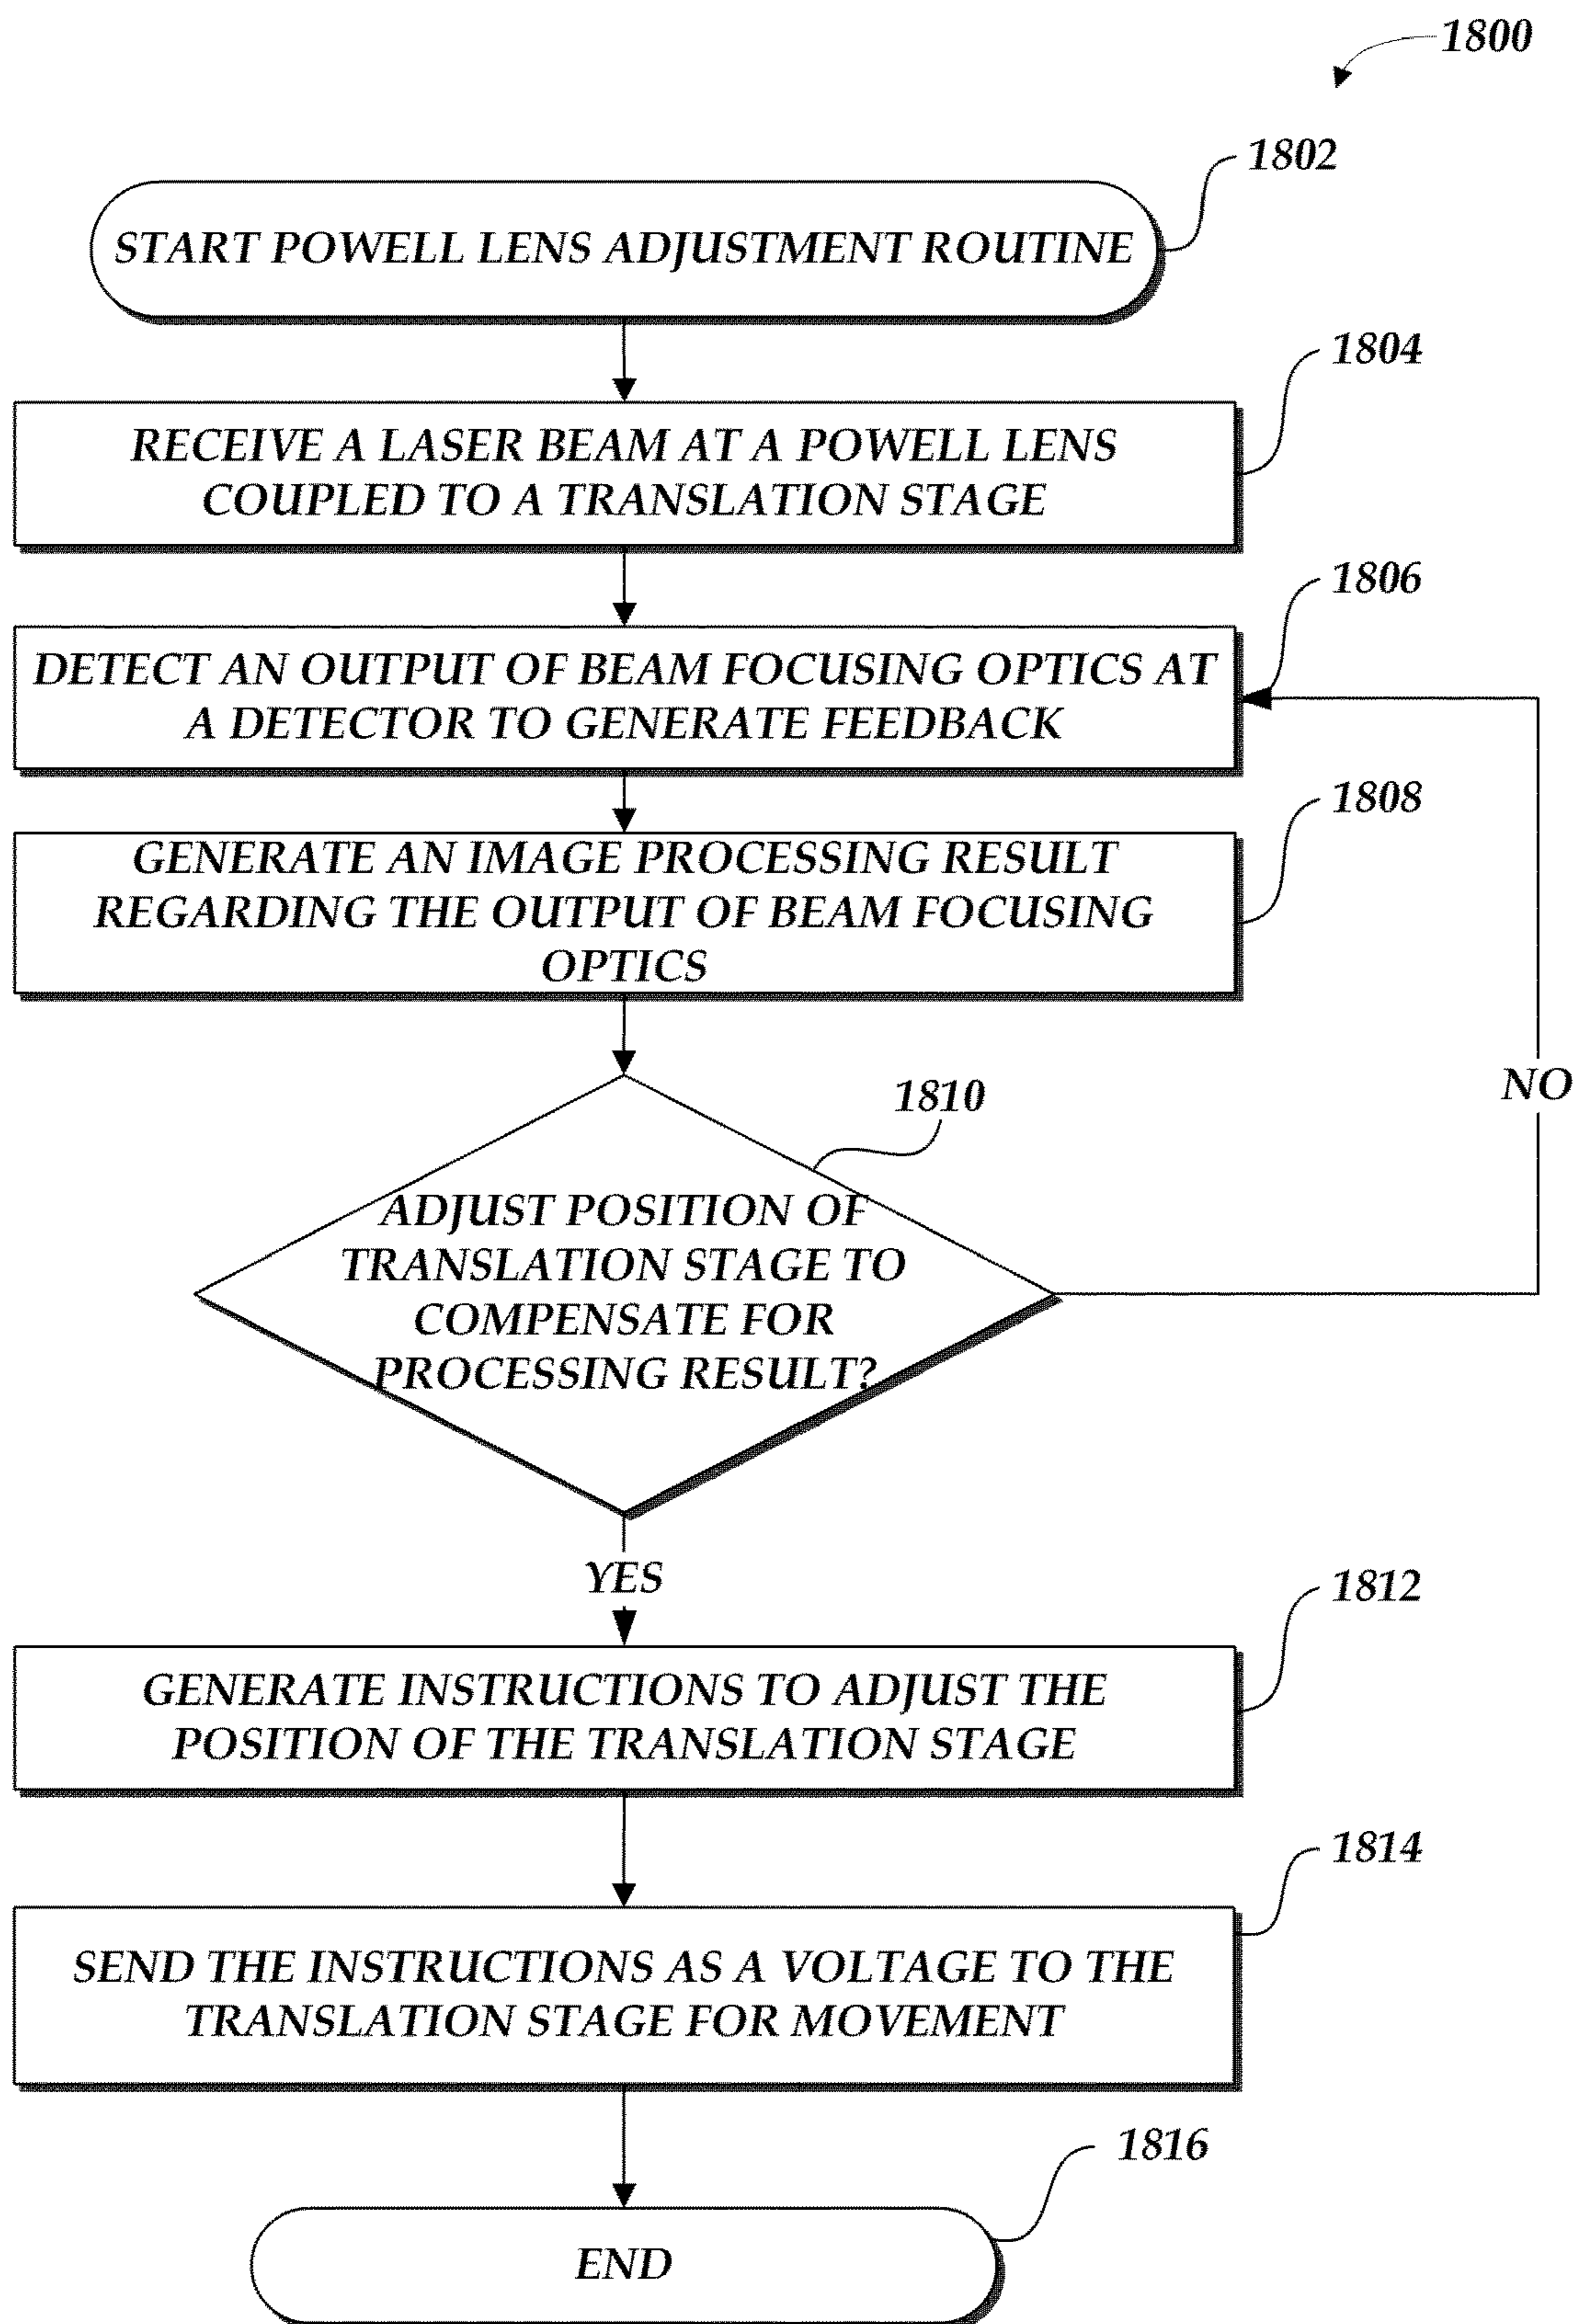 1800
1802
START POWELL LENS ADJUSTMENT ROUTINE
1804
RECEIVE A LASER BEAM AT A POWELL LENS
COUPLED TO A TRANSLATION STAGE
1806
DETECT AN OUTPUT OF BEAM FOCUSING OPTICS AT
A DETECTOR TO GENERATE FEEDBACK
1808
GENERATE AN IMAGE PROCESSING RESULT
REGARDING THE OUTPUT OF BEAM FOCUSING
OPTICS
NO
1810
ADJUST POSITION OF
TRANSLATION STAGE TO
COMPENSATE FOR
PROCESSING RESULT?
YES
1812
GENERATE INSTRUCTIONS TO ADJUST THE
POSITION OF THE TRANSLATION STAGE
1814
SEND THE INSTRUCTIONS AS A VOLTAGE TO THE
TRANSLATION STAGE FOR MOVEMENT
1816
END